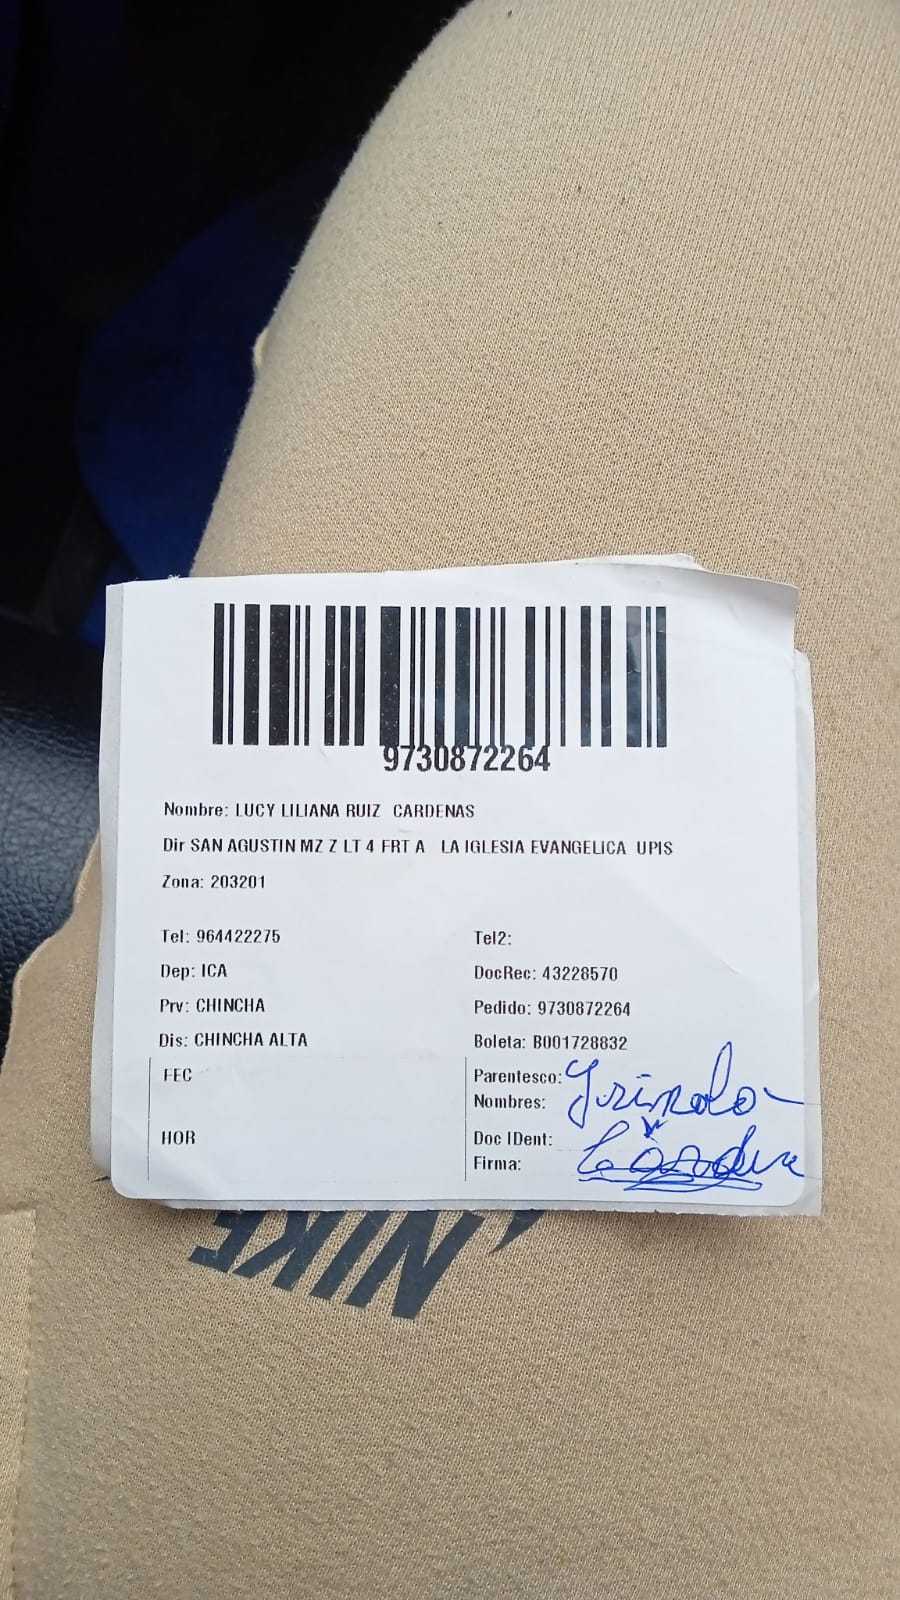 9730872264
Nombre: LUCY LILIANA RUIZ CARDENAS
Dir SAN AGUSTIN MZ Z LT 4 FRT A LA IGLESIA EVANGELICA UPIS
Zona: 203201
Tel: 964422275
Tel2:
Dep: ICA
DocRec: 43228570
Prv: CHINCHA
Pedido: 9730872264
Dis: CHINCHA ALTA
Boleta: B001728832
FEC
Parentesco:
Nombres:
HOR
Doc IDent:
Firma:
NIKE